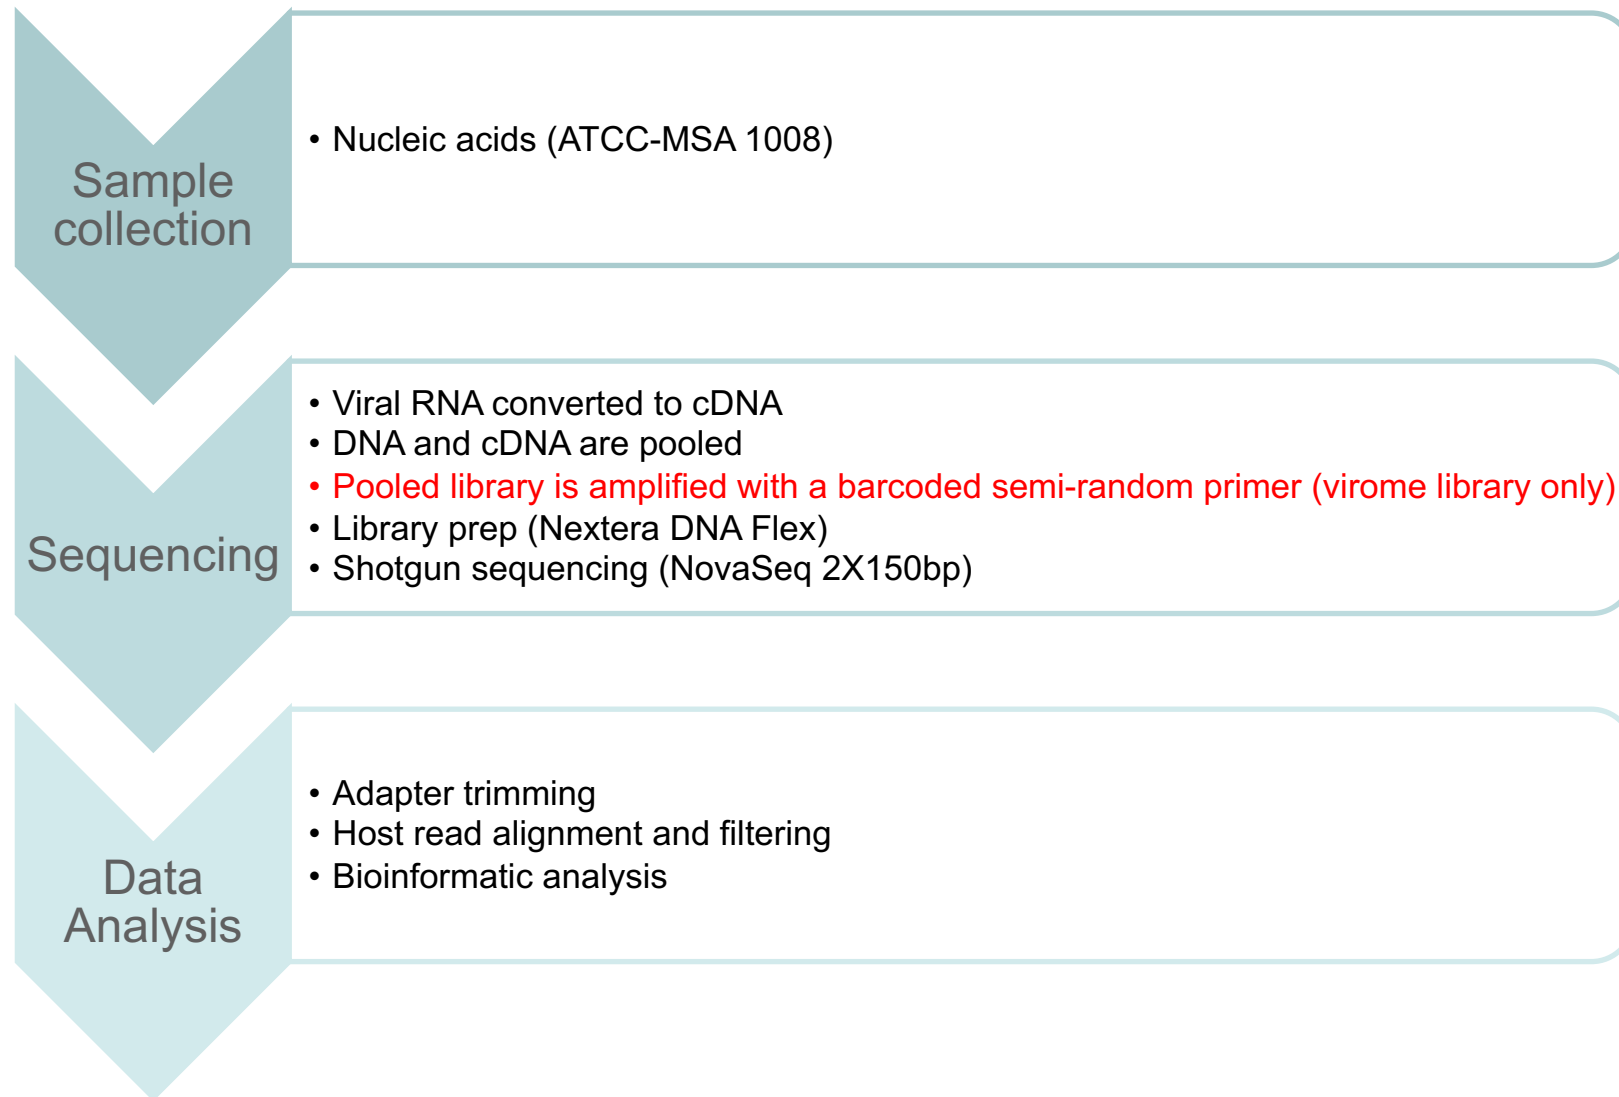 Sample
collection
• Nucleic acids (ATCC-MSA 1008)
Sequencing
• Viral RNA converted to cDNA
• DNA and cDNA are pooled
• Pooled library is amplified with a barcoded semi-random primer (virome library only)
• Library prep (Nextera DNA Flex)
• Shotgun sequencing (NovaSeq 2X150bp)
Data
Analysis
• Adapter trimming
• Host read alignment and filtering
• Bioinformatic analysis